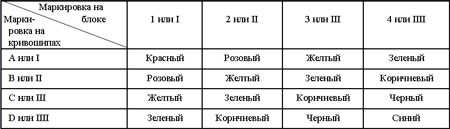 Маркировка на
блоке
Марки-
ровка на
кривошипах
1 или I
2 или II
3 или III
4 или IIII
A или I
Красный
Розовый
Желтый
Зеленый
B или II
Розовый
Желтый
Зеленый
Коричневый
C или III
Желтый
Зеленый
Коричневый
Черный
D или IIII
Зеленый
Коричневый
Черный
Синий